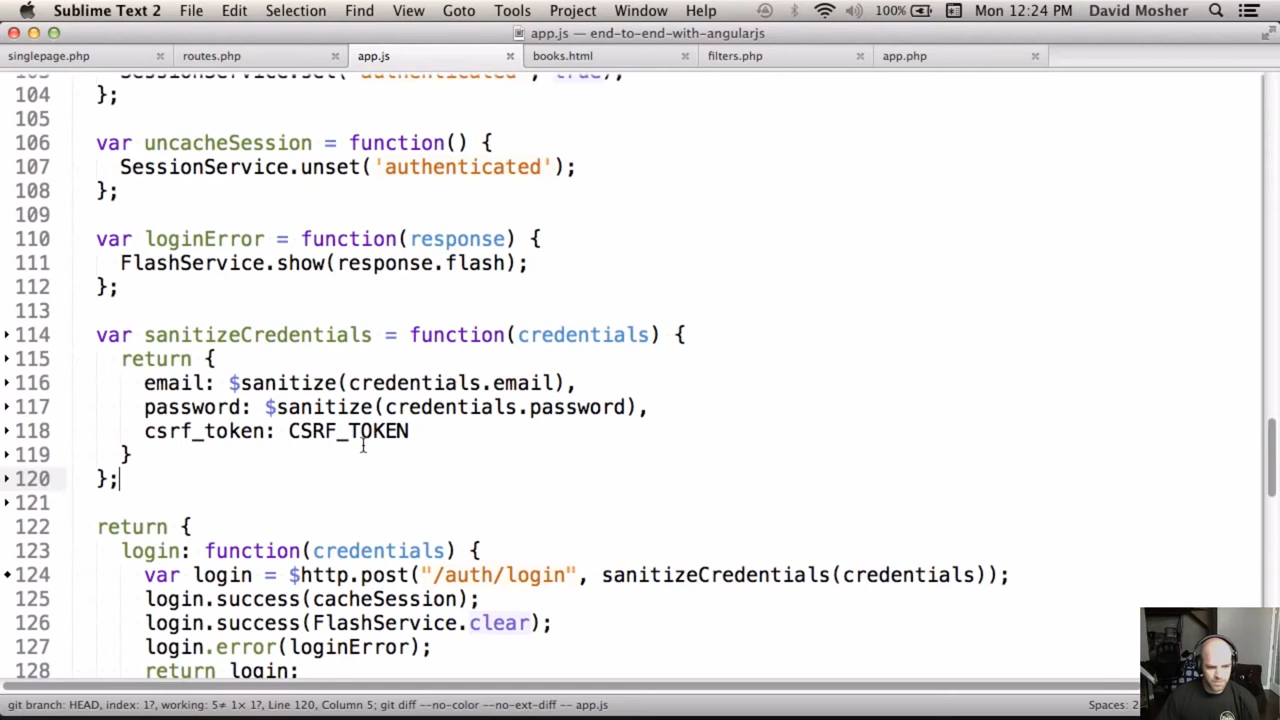 Sublime Text 2 File Edit Selection Find View Goto Tools Project Window Help 100% Mon 12:24 PM David Mosher
app.js — end-to-end-with-angularjs
singlepage.php routes.php app.js books.html filters.php app.php
SessionService.set('authenticated', true);
104 };
105
106 var uncacheSession = function() {
107 SessionService.unset('authenticated');
108 };
109
110 var loginError = function(response) {
111 FlashService.show(response.flash);
112 };
113
114 var sanitizeCredentials = function(credentials) {
115 return {
116 email: $sanitize(credentials.email),
117 password: $sanitize(credentials.password),
118 csrf_token: CSRF_TOKEN
119 }
120 };
121
122 return {
123 login: function(credentials) {
124 var login = $http.post("/auth/login", sanitizeCredentials(credentials));
125 login.success(cacheSession);
126 login.success(FlashService.clear);
127 login.error(loginError);
128 return login;
git branch: HEAD, index: 1?, working: 5≠ 1× 1?, Line 120, Column 5; git diff --no-color --no-ext-diff -- app.js
Spaces: 2